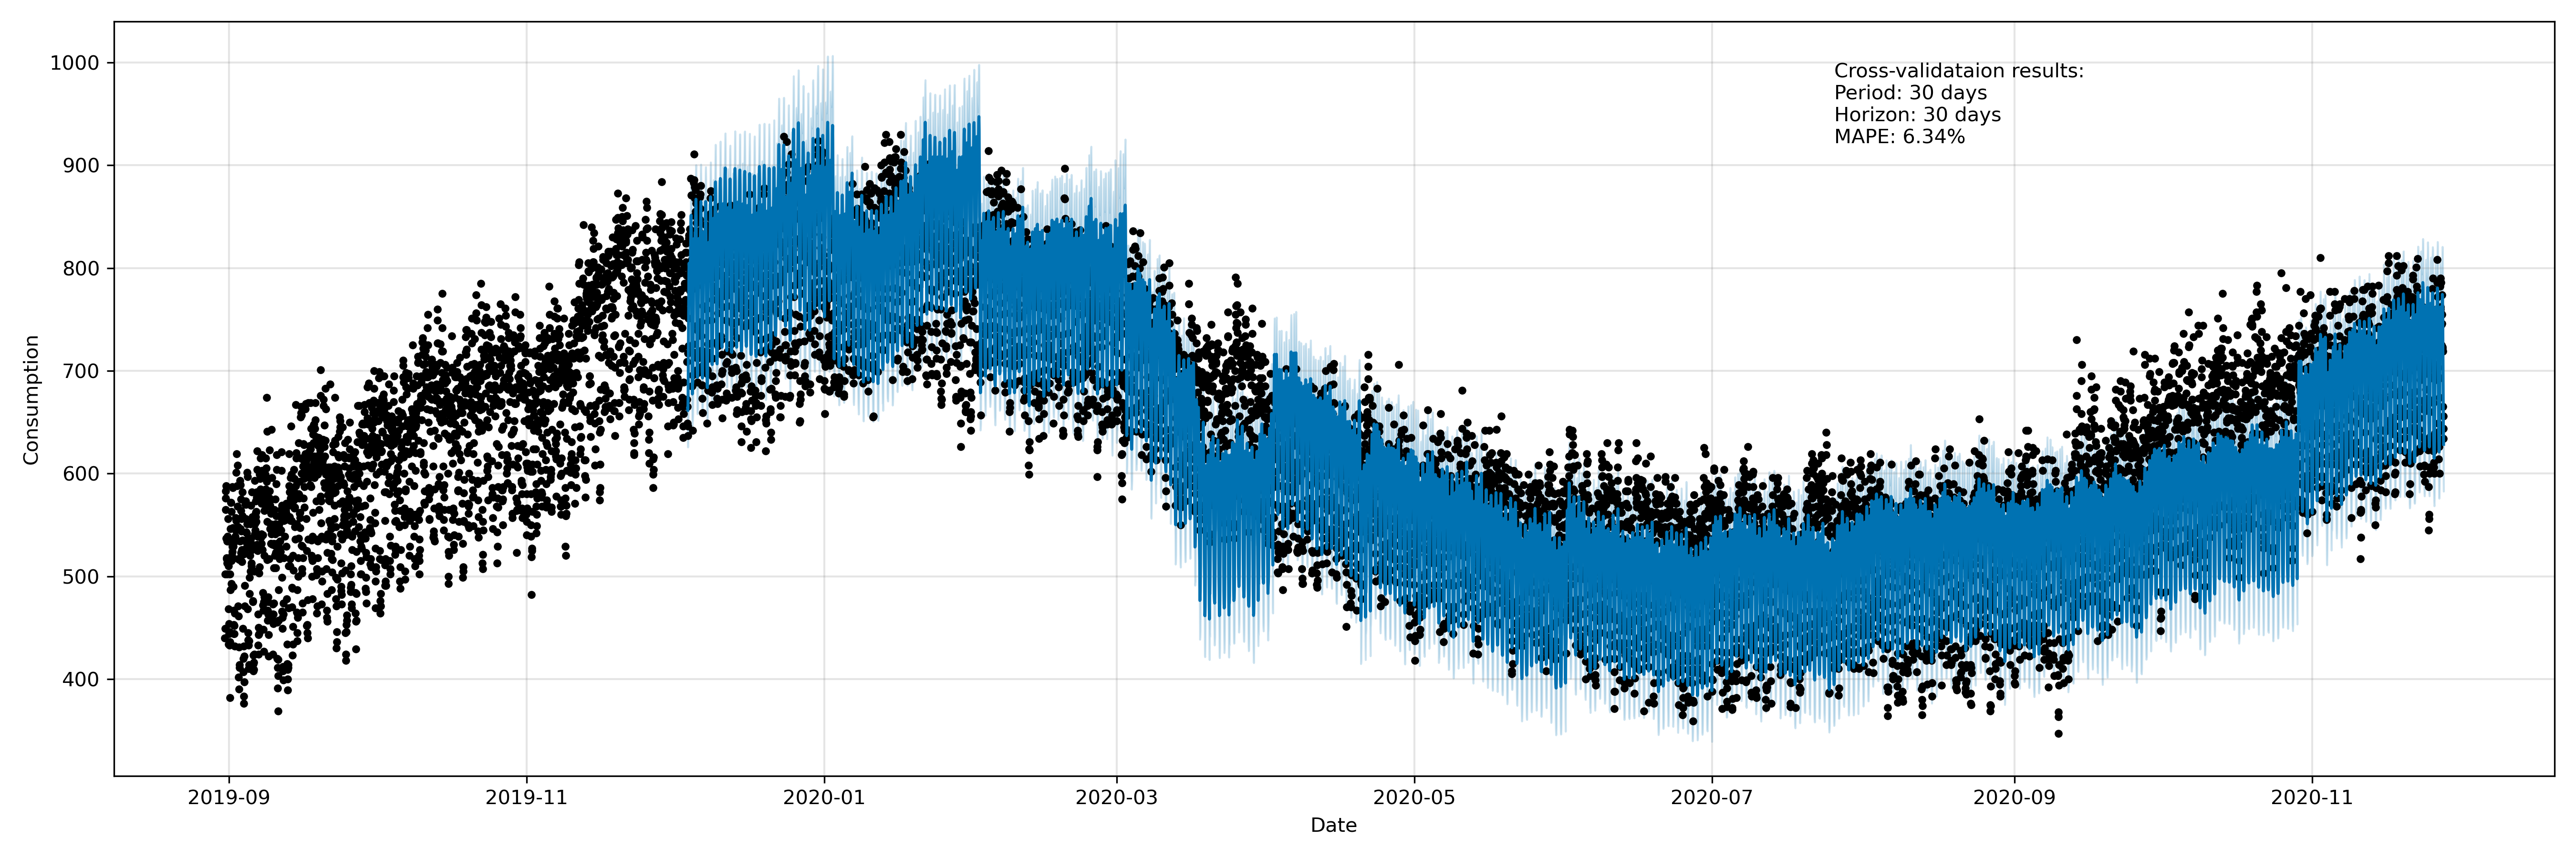 1000
900
800
700
600
500
400
Consumption
Cross-validataion results:
Period: 30 days
Horizon: 30 days
MAPE: 6.34%
2019-09
2019-11
2020-01
2020-03
2020-05
2020-07
2020-09
2020-11
Date